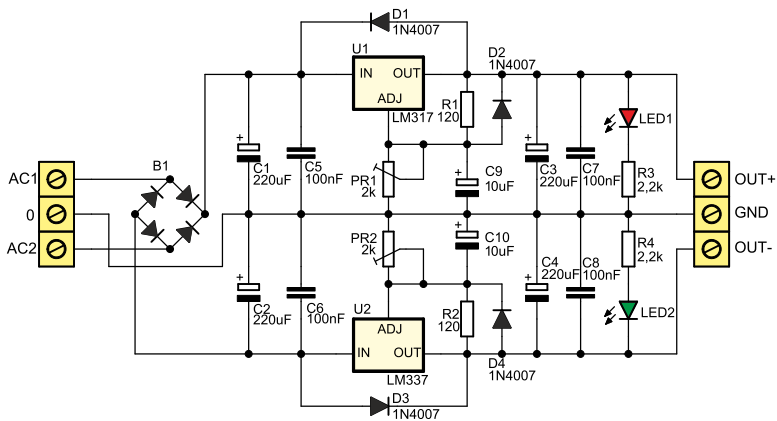 D1
1N4007
U1
IN OUT
ADJ
LM317
D2
1N4007
R1
120
+
C1
220uF
C5
100nF
PR1
2k
+
C9
10uF
+
C3
220uF
C7
100nF
LED1
R3
2,2k
AC1
0
AC2
B1
OUT+
GND
OUT-
PR2
2k
+
C10
10uF
+
C2
220uF
C6
100nF
+
C4
220uF
C8
100nF
R4
2,2k
LED2
U2
ADJ
IN OUT
LM337
R2
120
D4
1N4007
D3
1N4007